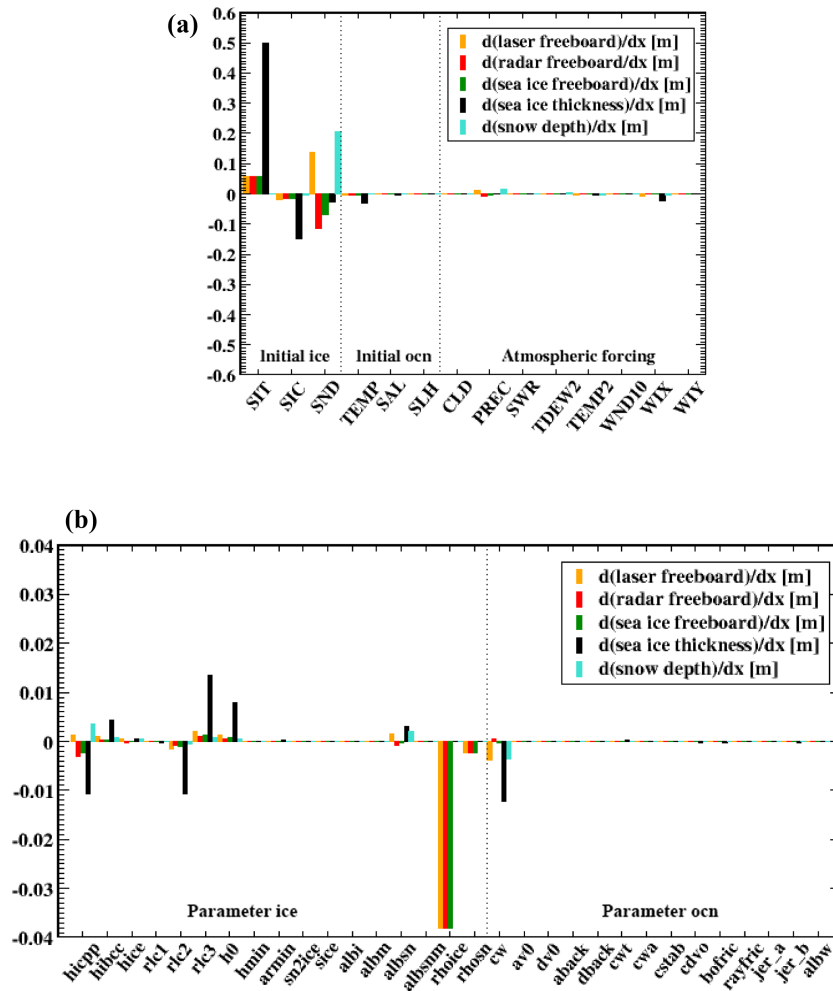 (a)
0.6
0.5
0.4
0.3
0.2
0.1
0
-0.1
-0.2
-0.3
-0.4
-0.5
-0.6
d(laser freeboard)/dx [m]
d(radar freeboard/dx [m]
d(sea ice freeboard)/dx [m]
d(sea ice thickness)/dx [m]
d(snow depth)/dx [m]
Initial ice
Initial ocn
Atmospheric forcing
SIT
SIC
SND
TEMP
SAL
SLH
CLD
PREC
SWR
TDEW2
TEMP2
WND10
WIX
WIY
(b)
0.04
0.03
0.02
0.01
0
-0.01
-0.02
-0.03
-0.04
d(laser freeboard)/dx [m]
d(radar freeboard)/dx [m]
d(sea ice freeboard)/dx [m]
d(sea ice thickness)/dx [m]
d(snow depth)/dx [m]
Parameter ice
Parameter ocn
hicpp
hibcc
hice
rlc1
rlc2
rlc3
h0
hmin
armin
sn2ice
sice
albi
albm
albsn
albsnm
rhoice
rhosn
cw
av0
dv0
aback
dback
cwt
cwa
cstab
cdvo
bofric
rayfric
jer_a
jer_b
albw